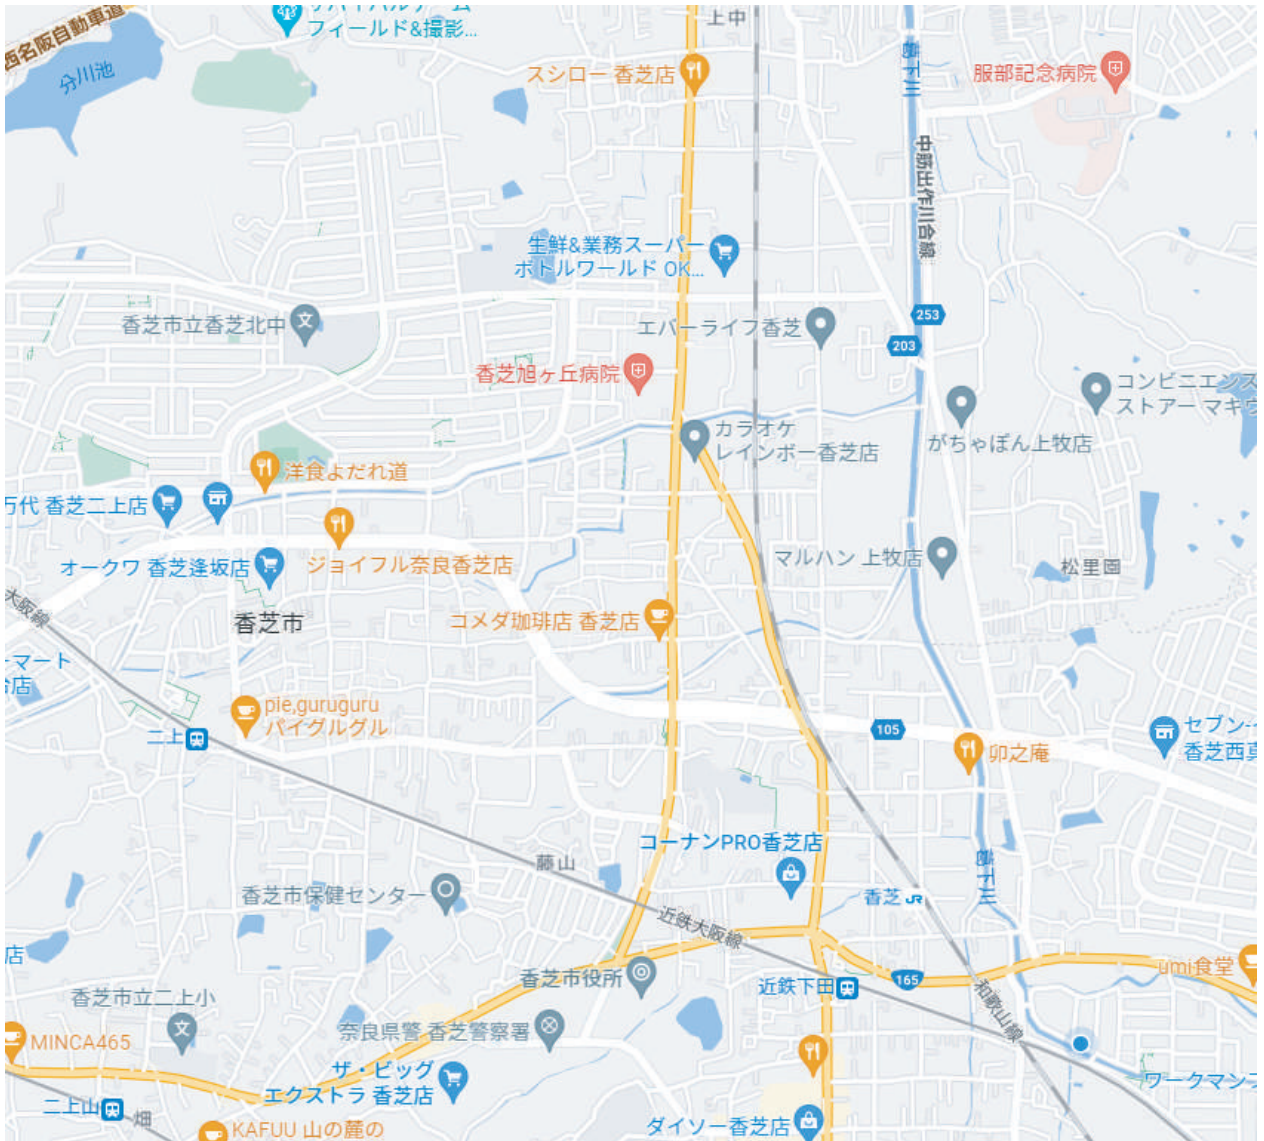 上中
フィールド&撮影...
西名阪自動車道
分川池
スシロー 香芝店
葛下川
服部記念病院
中筋出作川合線
生鮮&業務スーパー
ボトルワールド OK...
253
香芝市立香芝北中
エバーライフ香芝
203
香芝旭ヶ丘病院
コンビニエンス
ストアー マキウ
カラオケ
レインボー香芝店
がちゃぽん上牧店
洋食よだれ道
万代 香芝二上店
オークワ 香芝逢坂店
ジョイフル奈良香芝店
マルハン 上牧店
松里園
大阪線
香芝市
コメダ珈琲店 香芝店
ーマート
店
pie,guruguru
パイグルグル
二上
105
セブン-イ
香芝西真
卯之庵
コーナンPRO香芝店
藤山
葛下川
香芝市保健センター
香芝 JR
近鉄大阪線
店
香芝市役所
近鉄下田
165
umi食堂
香芝市立二上小
和歌山線
MINCA465
奈良県警 香芝警察署
ザ・ビッグ
エクストラ 香芝店
ワークマンプ
二上山
畑
ダイソー香芝店
KAFUU 山の麓の